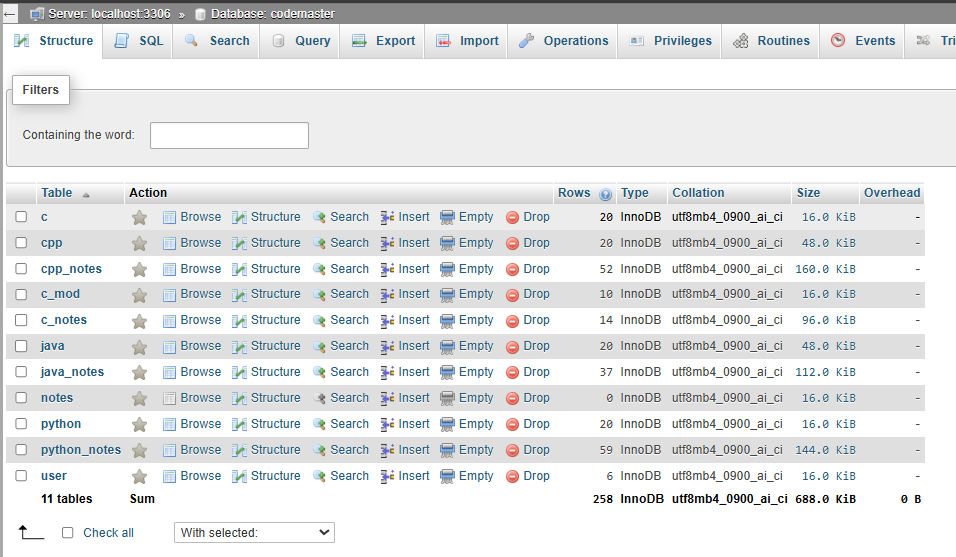 Server: localhost:3306 » Database: codemaster
Structure SQL Search Query Export Import Operations Privileges Routines Events Tri
Filters
Containing the word:
Table Action Rows Type Collation Size Overhead
c Browse Structure Search Insert Empty Drop 20 InnoDB utf8mb4_0900_ai_ci 16.0 KiB -
cpp Browse Structure Search Insert Empty Drop 20 InnoDB utf8mb4_0900_ai_ci 48.0 KiB -
cpp_notes Browse Structure Search Insert Empty Drop 52 InnoDB utf8mb4_0900_ai_ci 160.0 KiB -
c_mod Browse Structure Search Insert Empty Drop 10 InnoDB utf8mb4_0900_ai_ci 16.0 KiB -
c_notes Browse Structure Search Insert Empty Drop 14 InnoDB utf8mb4_0900_ai_ci 96.0 KiB -
java Browse Structure Search Insert Empty Drop 20 InnoDB utf8mb4_0900_ai_ci 48.0 KiB -
java_notes Browse Structure Search Insert Empty Drop 37 InnoDB utf8mb4_0900_ai_ci 112.0 KiB -
notes Browse Structure Search Insert Empty Drop 0 InnoDB utf8mb4_0900_ai_ci 16.0 KiB -
python Browse Structure Search Insert Empty Drop 20 InnoDB utf8mb4_0900_ai_ci 16.0 KiB -
python_notes Browse Structure Search Insert Empty Drop 59 InnoDB utf8mb4_0900_ai_ci 144.0 KiB -
user Browse Structure Search Insert Empty Drop 6 InnoDB utf8mb4_0900_ai_ci 16.0 KiB -
11 tables Sum 258 InnoDB utf8mb4_0900_ai_ci 688.0 KiB 0 B
Check all With selected: